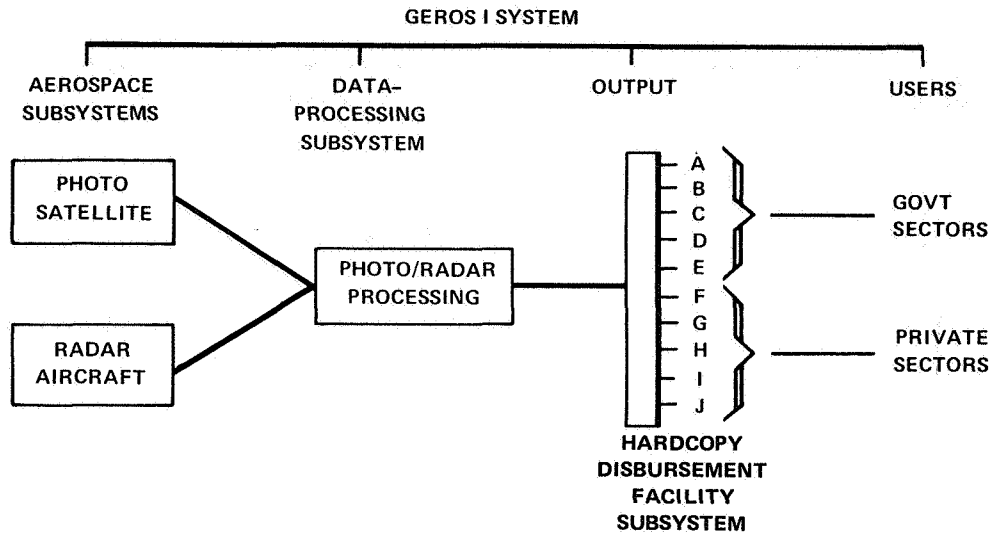 GEROS I SYSTEM
AEROSPACE
SUBSYSTEMS
DATA–
PROCESSING
SUBSYSTEM
OUTPUT
USERS
PHOTO
SATELLITE
RADAR
AIRCRAFT
PHOTO/RADAR
PROCESSING
A
B
C
D
E
F
G
H
I
J
HARDCOPY
DISBURSEMENT
FACILITY
SUBSYSTEM
GOVT
SECTORS
PRIVATE
SECTORS